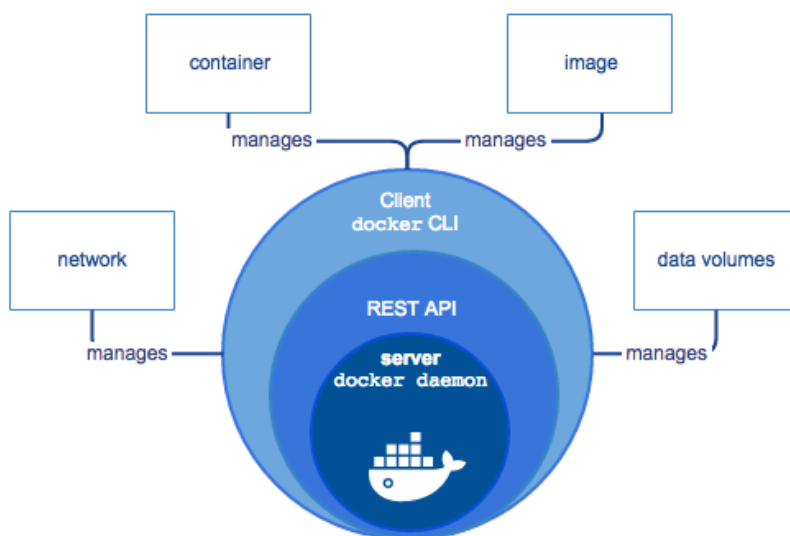 container
image
manages
manages
Client
docker CLI
network
data volumes
REST API
manages
server
manages
docker daemon